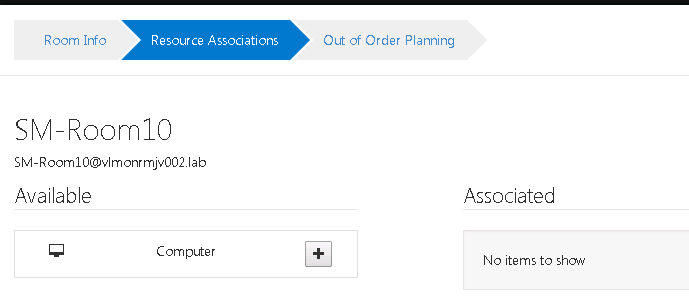 Room Info Resource Associations Out of Order Planning
SM-Room10
SM-Room10@vlmonrmjv002.lab
Available Associated
Computer +
No items to show